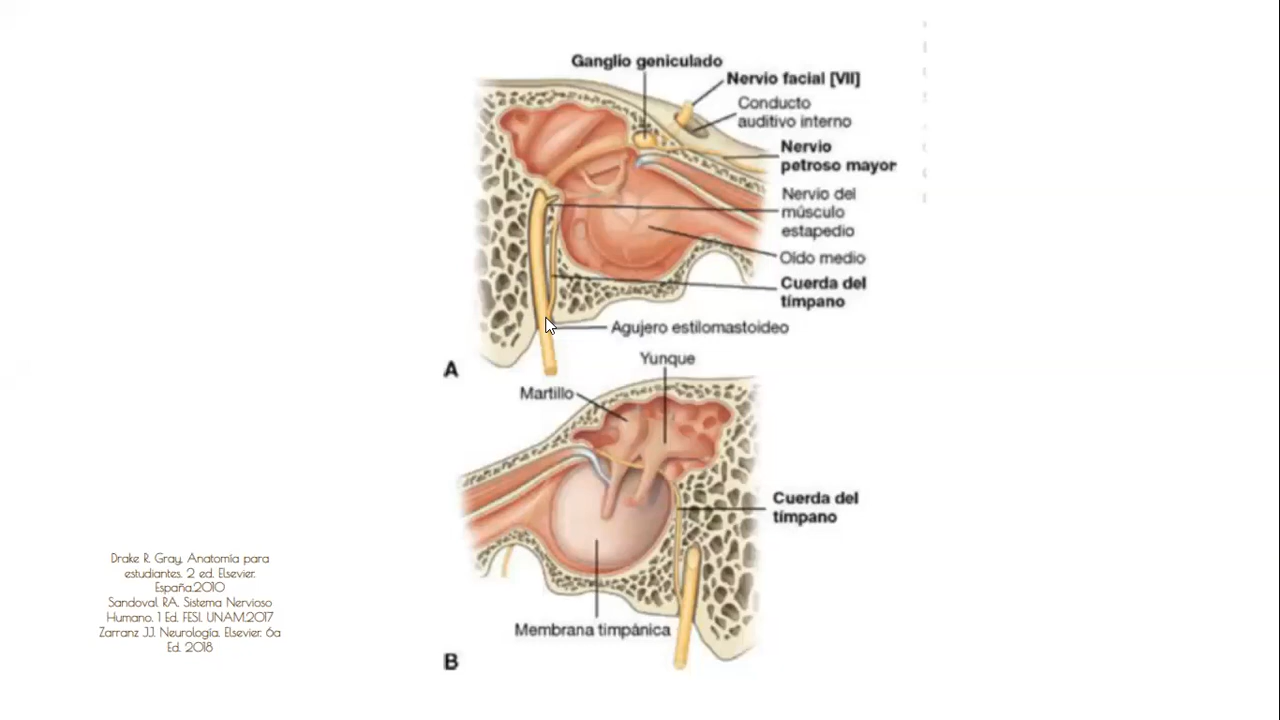 Ganglio geniculado
Nervio facial [VII]
Conducto
auditivo interno
Nervio
petroso mayor
Nervio del
músculo
estapedio
Oído medio
Cuerda del
tímpano
Agujero estilomastoideo
A
Yunque
Martillo
Cuerda del
tímpano
Membrana timpánica
B
Drake R. Gray. Anatomía para
estudiantes. 2 ed. Elsevier.
España.2010
Sandoval. RA. Sistema Nervioso
Humano. 1 Ed. FESI. UNAM.2017
Zarranz JJ. Neurología. Elsevier. 6a
Ed. 2018